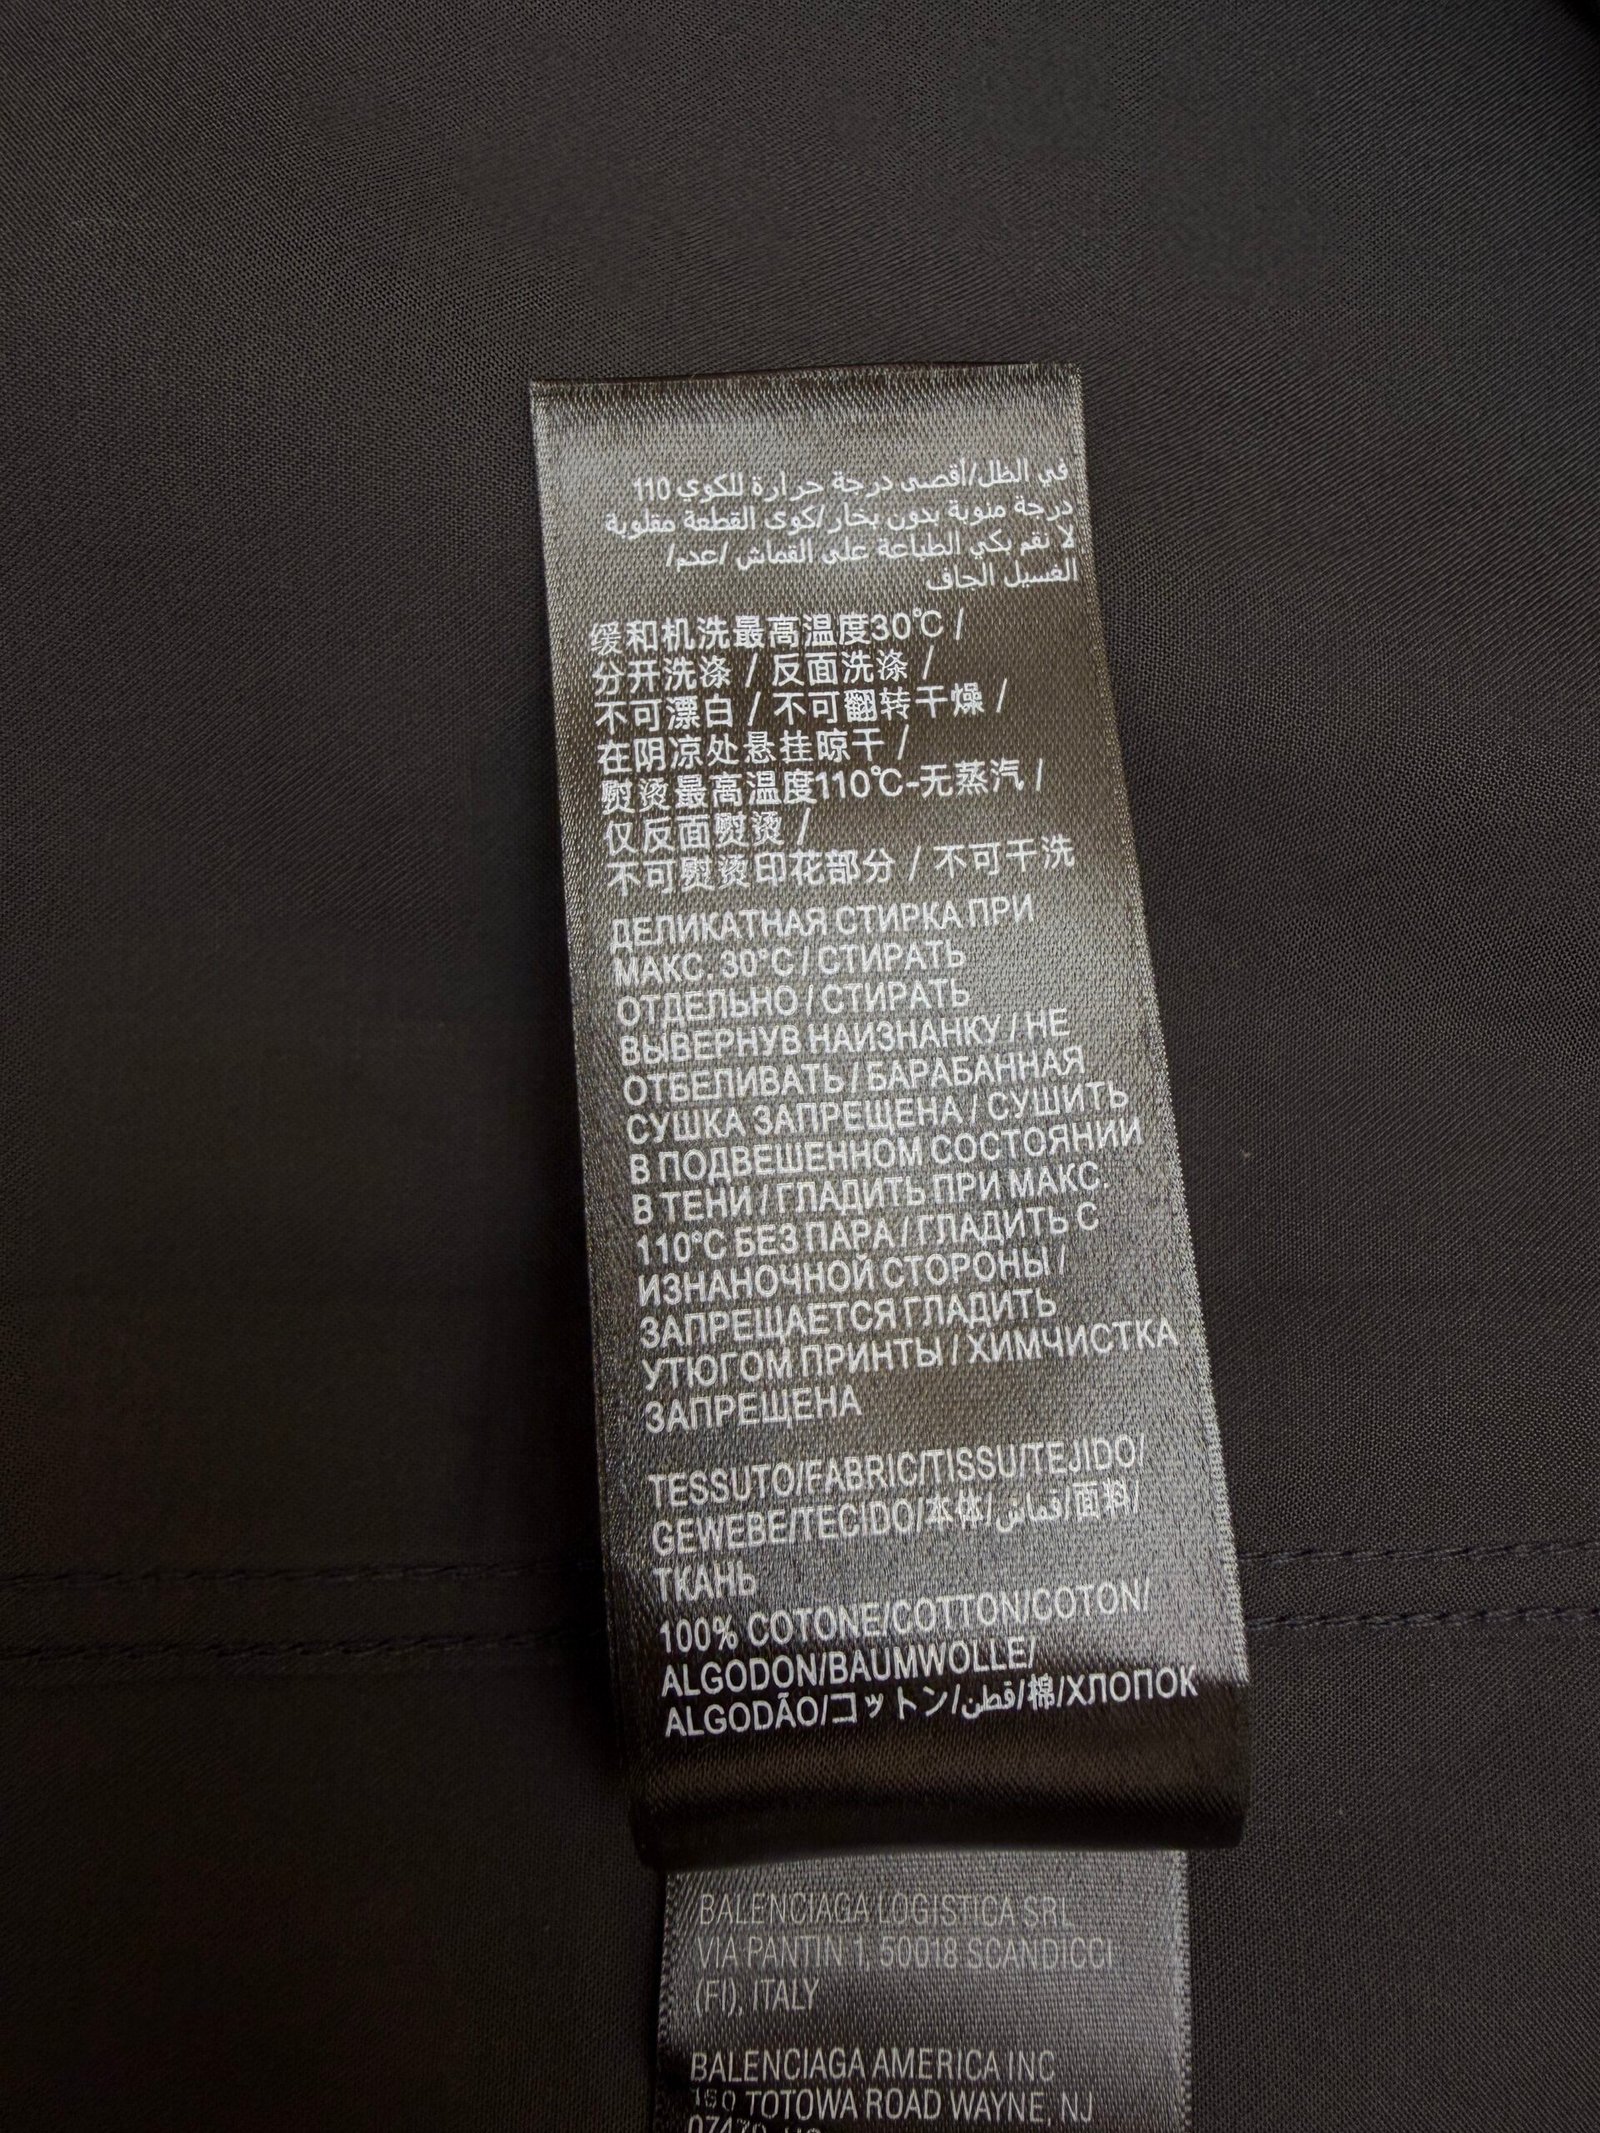 في الظل/أقصى درجة حرارة للكوي 110
درجة مئوية بدون بخار/كوى القطعة مقلوبة
لا تقم بكي الطباعة على القماش /عدم/
الغسيل الجاف
缓和机洗最高温度30℃ /
分开洗涤 / 反面洗涤 /
不可漂白 / 不可翻转干燥 /
在阴凉处悬挂晾干 /
熨烫最高温度110℃-无蒸汽 /
仅反面熨烫 /
不可熨烫印花部分 / 不可干洗
ДЕЛИКАТНАЯ СТИРКА ПРИ
МАКС. 30°C / СТИРАТЬ
ОТДЕЛЬНО / СТИРАТЬ
ВЫВЕРНУВ НАИЗНАНКУ / НЕ
ОТБЕЛИВАТЬ / БАРАБАННАЯ
СУШКА ЗАПРЕЩЕНА / СУШИТЬ
В ПОДВЕШЕННОМ СОСТОЯНИИ
В ТЕНИ / ГЛАДИТЬ ПРИ МАКС.
110°C БЕЗ ПАРА / ГЛАДИТЬ С
ИЗНАНОЧНОЙ СТОРОНЫ /
ЗАПРЕЩАЕТСЯ ГЛАДИТЬ
УТЮГОМ ПРИНТЫ / ХИМЧИСТКА
ЗАПРЕЩЕНА
TESSUTO/FABRIC/TISSU/TEJIDO/
GEWEBE/TECIDO/本体/قماش/面料/
ТКАНЬ
100% COTONE/COTTON/COTON/
ALGODON/BAUMWOLLE/
ALGODÃO/コットン/قطن/棉/ХЛОПОК
BALENCIAGA LOGISTICA SRL
VIA PANTIN 1, 50018 SCANDICCI
(FI), ITALY
BALENCIAGA AMERICA INC
150 TOTOWA ROAD WAYNE, NJ